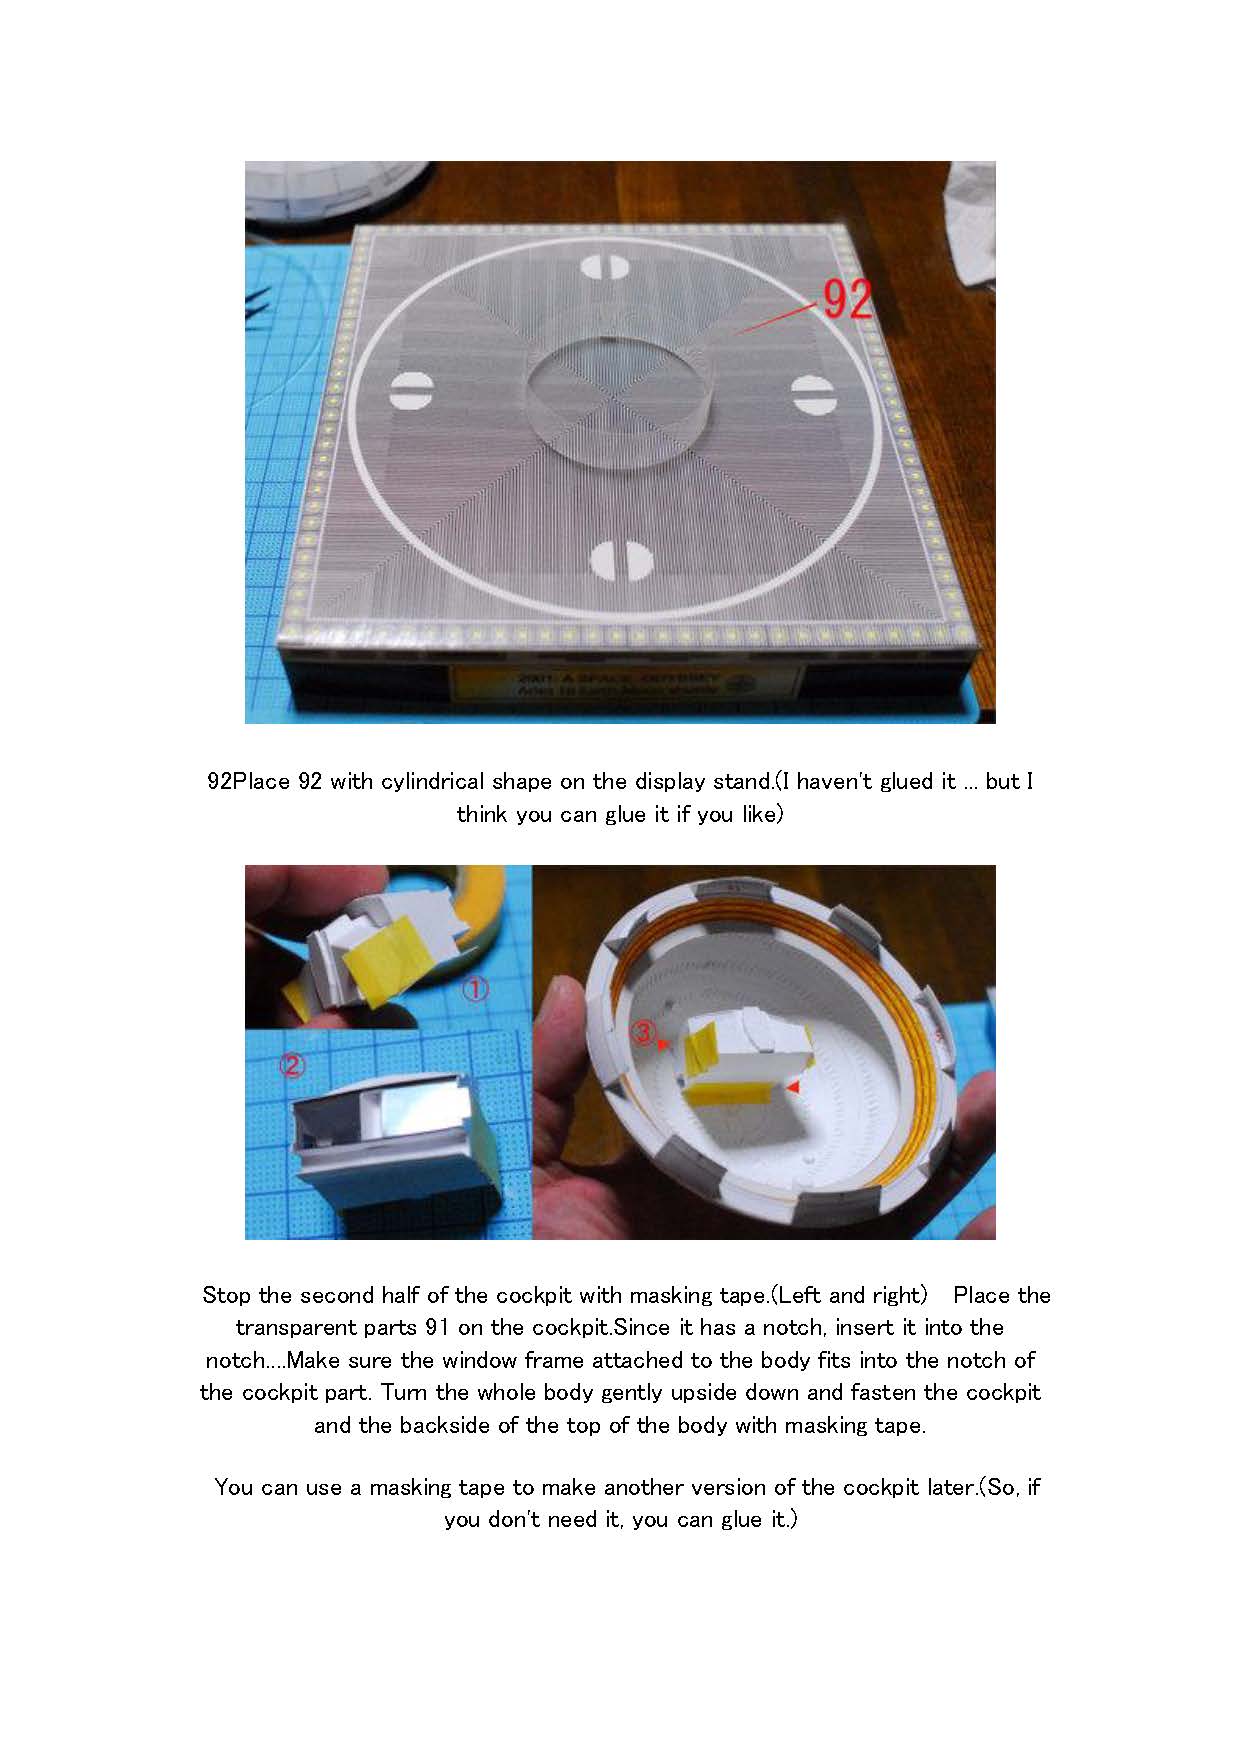 92
2001: A SPACE ODYSSEY
Aries 1B Earth-Moon shuttle
92Place 92 with cylindrical shape on the display stand.(I haven't glued it ... but I
think you can glue it if you like)
①
②
③
Stop the second half of the cockpit with masking tape.(Left and right) Place the
transparent parts 91 on the cockpit.Since it has a notch, insert it into the
notch....Make sure the window frame attached to the body fits into the notch of
the cockpit part. Turn the whole body gently upside down and fasten the cockpit
and the backside of the top of the body with masking tape.
You can use a masking tape to make another version of the cockpit later.(So, if
you don't need it, you can glue it.)